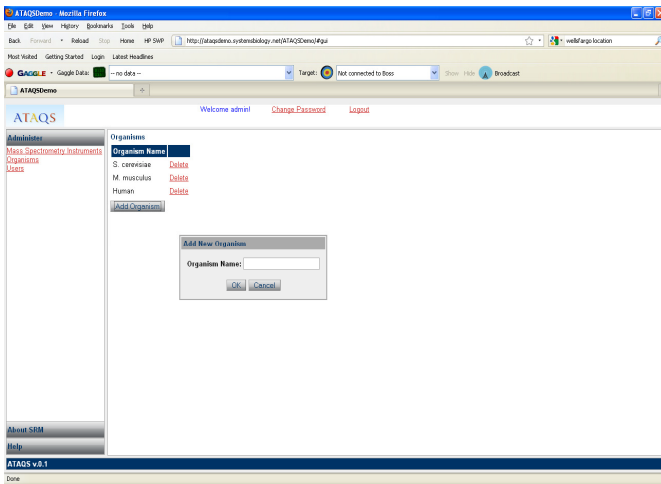 ATAQSDemo - Mozilla Firefox
File Edit View History Bookmarks Tools Help
Back Forward Reload Stop Home HP SWP http://ataqsdemo.systemsbiology.net/ATAQSDemo/#gui wellsfargo location
Most Visited Getting Started Login Latest Headlines
GAGGLE Gaggle Data: -- no data -- Target: Not connected to Boss Show Hide Broadcast
ATAQSDemo
ATAQS Welcome admin! Change Password Logout
Administer
Mass Spectrometry Instruments
Organisms
Users
Organisms
Organism Name
S. cerevisiae Delete
M. musculus Delete
Human Delete
Add Organism
Add New Organism
Organism Name:
OK Cancel
About SRM
Help
ATAQS v.0.1
Done